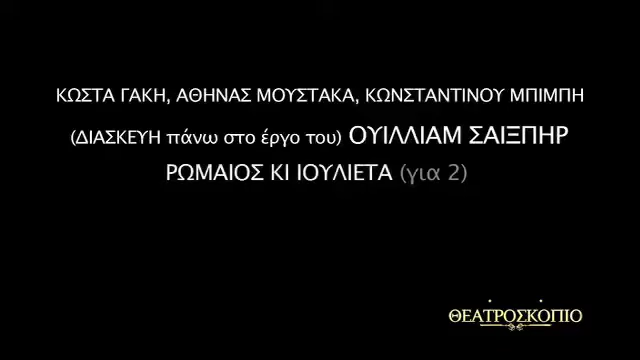 ΚΩΣΤΑ ΓΑΚΗ, ΑΘΗΝΑΣ ΜΟΥΣΤΑΚΑ, ΚΩΝΣΤΑΝΤΙΝΟΥ ΜΠΙΜΠΗ
(ΔΙΑΣΚΕΥΗ πάνω στο έργο του) ΟΥΙΛΛΙΑΜ ΣΑΙΞΠΗΡ
ΡΩΜΑΙΟΣ ΚΙ ΙΟΥΛΙΕΤΑ (για 2)
ΘΕΑΤΡΟΣΚΟΠΙΟ